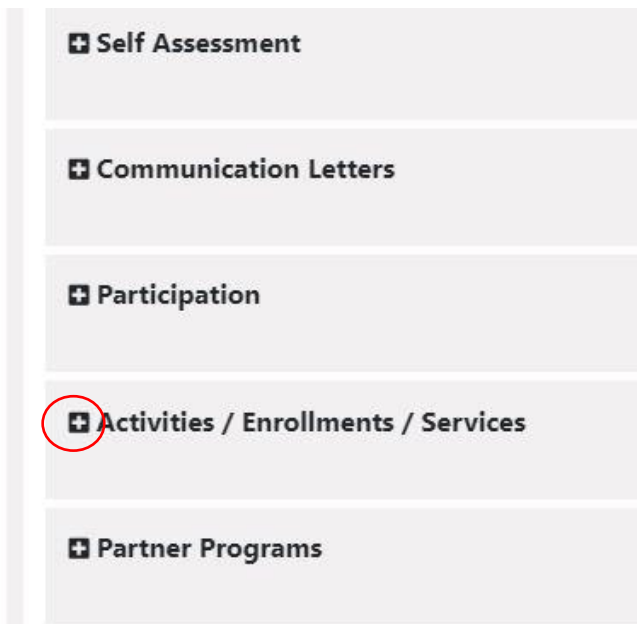 Self Assessment
Communication Letters
Participation
Activities / Enrollments / Services
Partner Programs